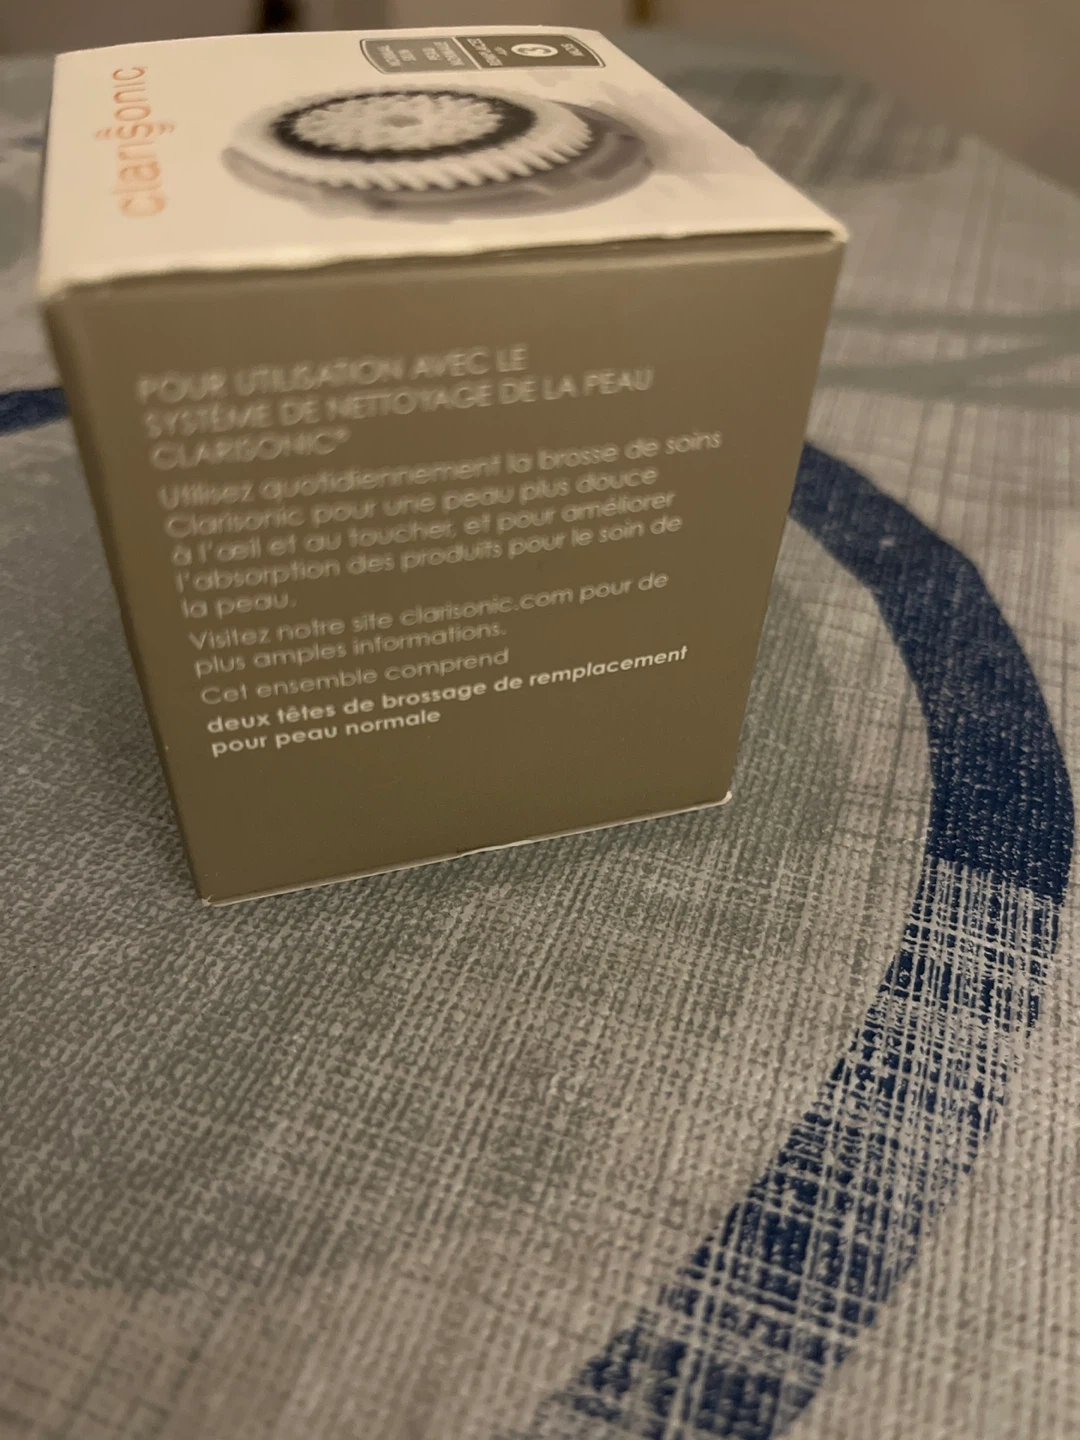 clarisonic
POUR UTILISATION AVEC LE
SYSTÈME DE NETTOYAGE DE LA PEAU
CLARISONIC®
Utilisez quotidiennement la brosse de soins
Clarisonic pour une peau plus douce
à l'œil et au toucher, et pour améliorer
l'absorption des produits pour le soin de
la peau.
Visitez notre site clarisonic.com pour de
plus amples informations.
Cet ensemble comprend
deux têtes de brossage de remplacement
pour peau normale